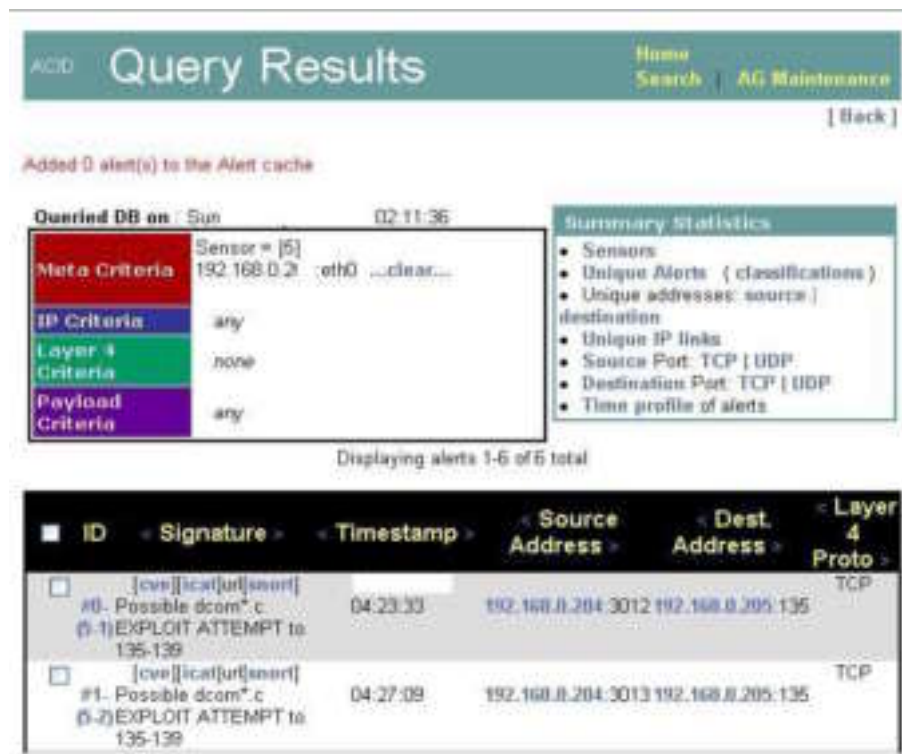 ACID Query Results
Home
Search | AG Maintenance
[ Back ]
Added 0 alert(s) to the Alert cache
Queried DB on : Sun 02:11:36
Meta Criteria
Sensor = [5]
192.168.0.2 :eth0 ...clear...
IP Criteria any
Layer 4
Criteria
none
Payload
Criteria
any
Summary Statistics
• Sensors
• Unique Alerts ( classifications )
• Unique addresses: source |
destination
• Unique IP links
• Source Port: TCP | UDP
• Destination Port: TCP | UDP
• Time profile of alerts
Displaying alerts 1-6 of 6 total
ID < Signature > < Timestamp > < Source Address > < Dest. Address > < Layer 4 Proto >
[cve][icat][url][snort]
#0- Possible dcom*.c 04:23:33 192.168.0.204:3012 192.168.0.205:135 TCP
(5-1) EXPLOIT ATTEMPT to
135-139
[cve][icat][url][snort]
#1- Possible dcom*.c 04:27:09 192.168.0.204:3013 192.168.0.205:135 TCP
(5-2) EXPLOIT ATTEMPT to
135-139